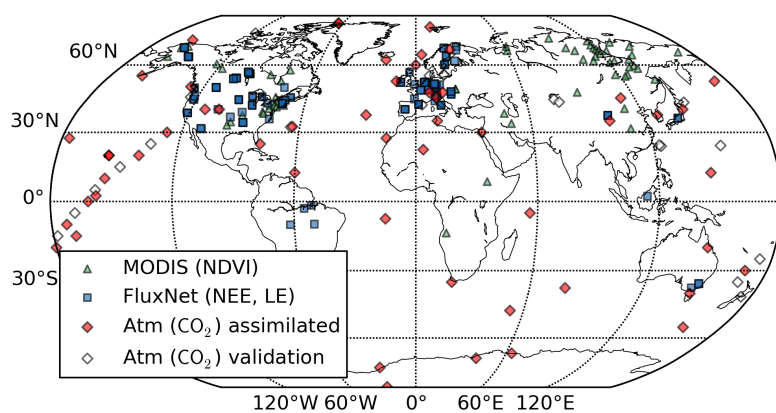 60°N
30°N
0°
30°S
MODIS (NDVI)
FluxNet (NEE, LE)
Atm (CO₂) assimilated
Atm (CO₂) validation
120°W 60°W 0° 60°E 120°E